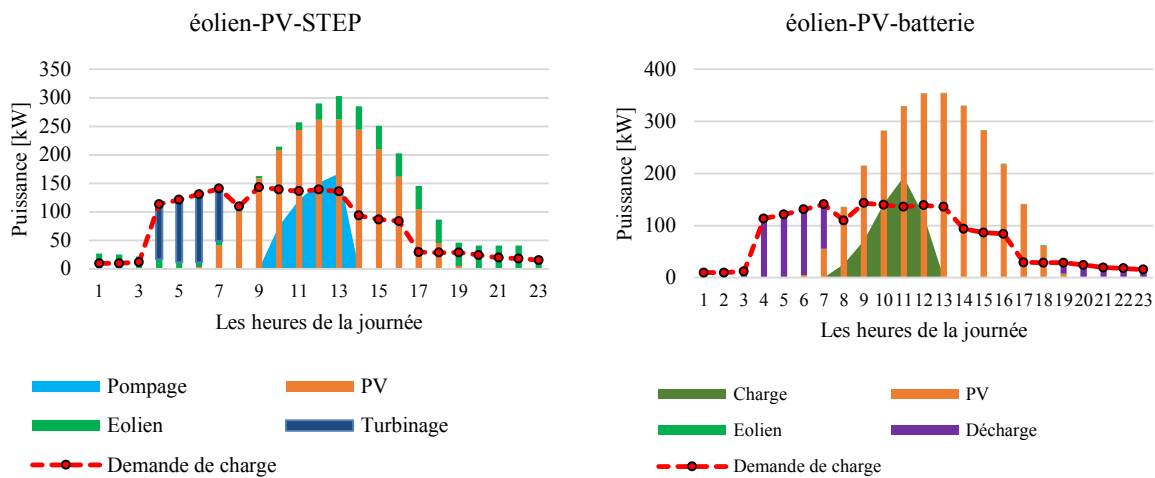 éolien-PV-STEP
Puissance [kW]
350
300
250
200
150
100
50
0
1 3 5 7 9 11 13 15 17 19 21 23
Les heures de la journée
Pompage
PV
Eolien
Turbinage
Demande de charge
éolien-PV-batterie
Puissance [kW]
400
300
200
100
0
1 2 3 4 5 6 7 8 9 10 11 12 13 14 15 16 17 18 19 20 21 22 23
Les heures de la journée
Charge
PV
Eolien
Décharge
Demande de charge